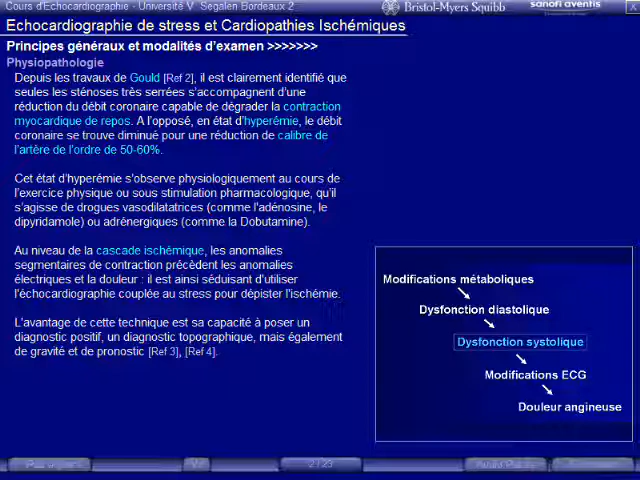 Cours d'Echocardiographie - Université V. Segalen Bordeaux 2
Bristol-Myers Squibb
sanofi aventis
X
Echocardiographie de stress et Cardiopathies Ischémiques
Principes généraux et modalités d'examen >>>>>>>
Physiopathologie
Depuis les travaux de Gould [Ref 2], il est clairement identifié que
seules les sténoses très serrées s'accompagnent d'une
réduction du débit coronaire capable de dégrader la contraction
myocardique de repos. A l'opposé, en état d'hyperémie, le débit
coronaire se trouve diminué pour une réduction de calibre de
l'artère de l'ordre de 50-60%.
Cet état d'hyperémie s'observe physiologiquement au cours de
l'exercice physique ou sous stimulation pharmacologique, qu'il
s'agisse de drogues vasodilatatrices (comme l'adénosine, le
dipyridamole) ou adrénergiques (comme la Dobutamine).
Au niveau de la cascade ischémique, les anomalies
segmentaires de contraction précèdent les anomalies
électriques et la douleur : il est ainsi séduisant d'utiliser
l'échocardiographie couplée au stress pour dépister l'ischémie.
L'avantage de cette technique est sa capacité à poser un
diagnostic positif, un diagnostic topographique, mais également
de gravité et de pronostic [Ref 3], [Ref 4].
Modifications métaboliques
Dysfonction diastolique
Dysfonction systolique
Modifications ECG
Douleur angineuse
2 / 23